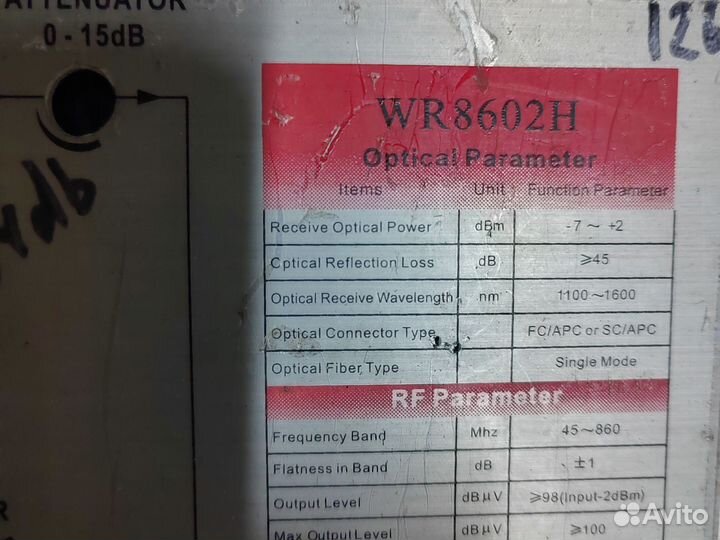 ATTENUATOR
0-15dB
WR8602H
Optical Parameter
Items Unit Function Parameter
Receive Optical Power dBm -7～ +2
Cptical Reflection Loss dB ⩾45
Optical Receive Wavelength nm 1100～1600
Optical Connector Type FC/APC or SC/APC
Optical Fiber Type Single Mode
RF Parameter
Frequency Band Mhz 45～860
Flatness in Band dB ±1
Output Level dBμV ⩾98(Input-2dBm)
Max Output Level dBμV ⩾100
R
Avito